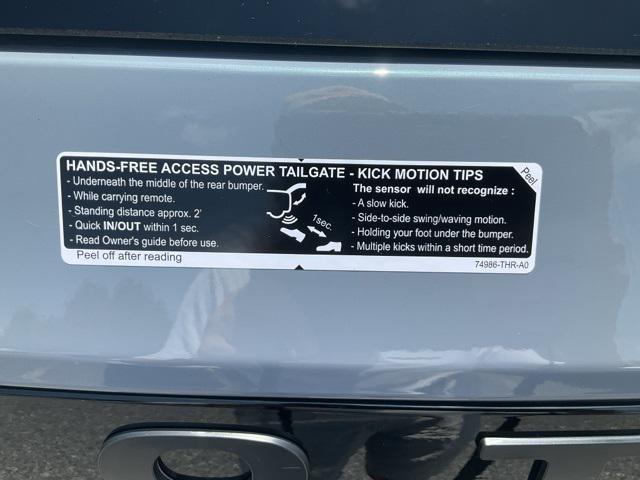 HANDS-FREE ACCESS POWER TAILGATE - KICK MOTION TIPS
Peel
- Underneath the middle of the rear bumper.
- While carrying remote.
- Standing distance approx. 2'
- Quick IN/OUT within 1 sec.
- Read Owner's guide before use.
1sec.
The sensor will not recognize :
- A slow kick.
- Side-to-side swing/waving motion.
- Holding your foot under the bumper.
- Multiple kicks within a short time period.
Peel off after reading
74986-THR-A0